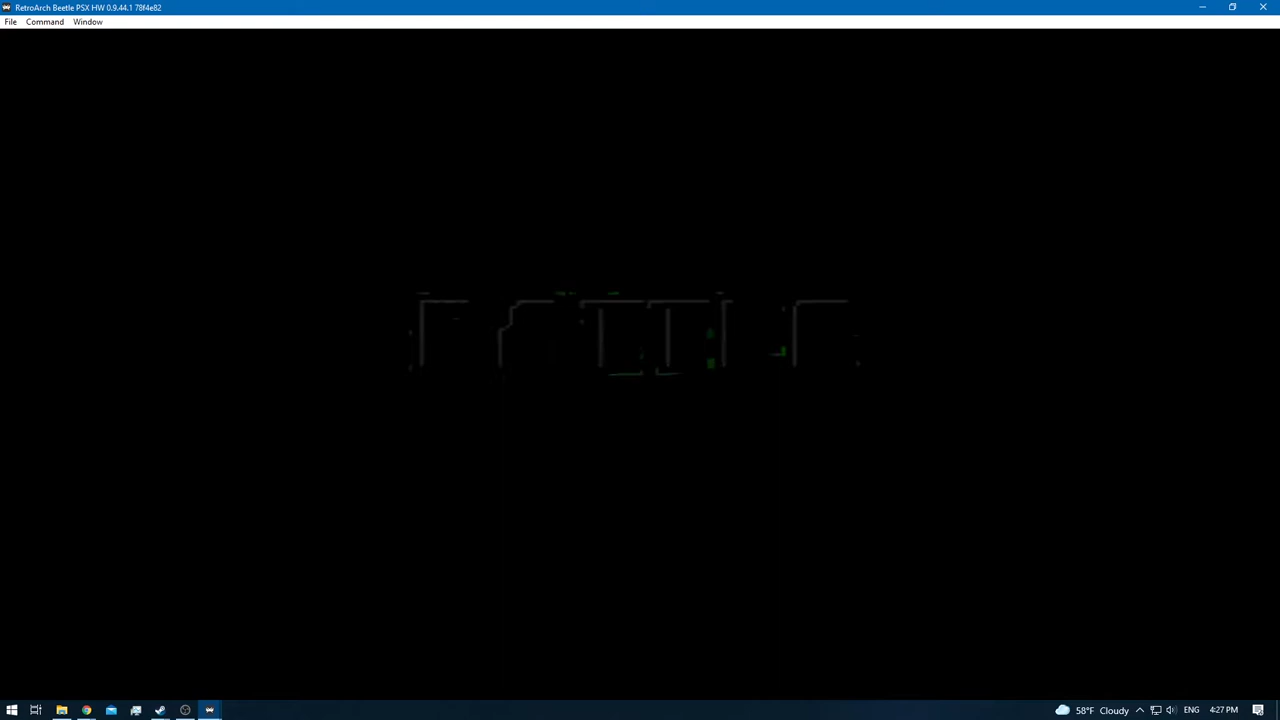 RetroArch Beetle PSX HW 0.9.44.1 78f4e82
File Command Window
58°F Cloudy ENG 4:27 PM